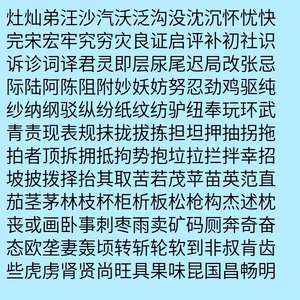 灶灿弟汪沙汽沃泛沟没沈沉怀忧快
完宋宏牢究穷灾良证启评补初社识
诉诊词译君灵即层尿尾迟局改张忌
际陆阿陈阻附妙妖妨努忍劲鸡驱纯
纱纳纲驳纵纷纸纹纺驴纽奉玩环武
青责现表规抹拢拔拣担坦押抽拐拖
拍者顶拆拥抵拘势抱垃拉拦拌幸招
坡披拨择抬其取苦若茂苹苗英范直
茄茎茅林枝杯柜析板松枪构杰述枕
丧或画卧事刺枣雨卖矿码厕奔奇奋
态欧垄妻轰顷转斩轮软到非叔肯齿
些虎虏肾贤尚旺具果味昆国昌畅明